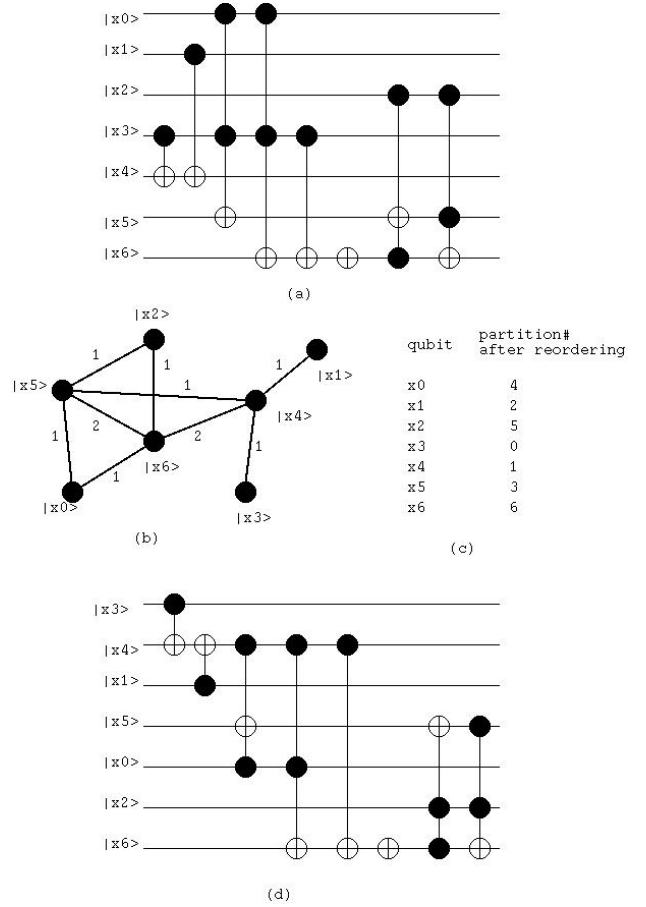 |x0>
|x1>
|x2>
|x3>
|x4>
|x5>
|x6>
(a)
|x2>
1
1
|x5>
1
1
|x1>
|x4>
1
2
2
1
|x6>
1
|x0>
|x3>
(b)
qubit partition# after reordering
x0 4
x1 2
x2 5
x3 0
x4 1
x5 3
x6 6
(c)
|x3>
|x4>
|x1>
|x5>
|x0>
|x2>
|x6>
(d)